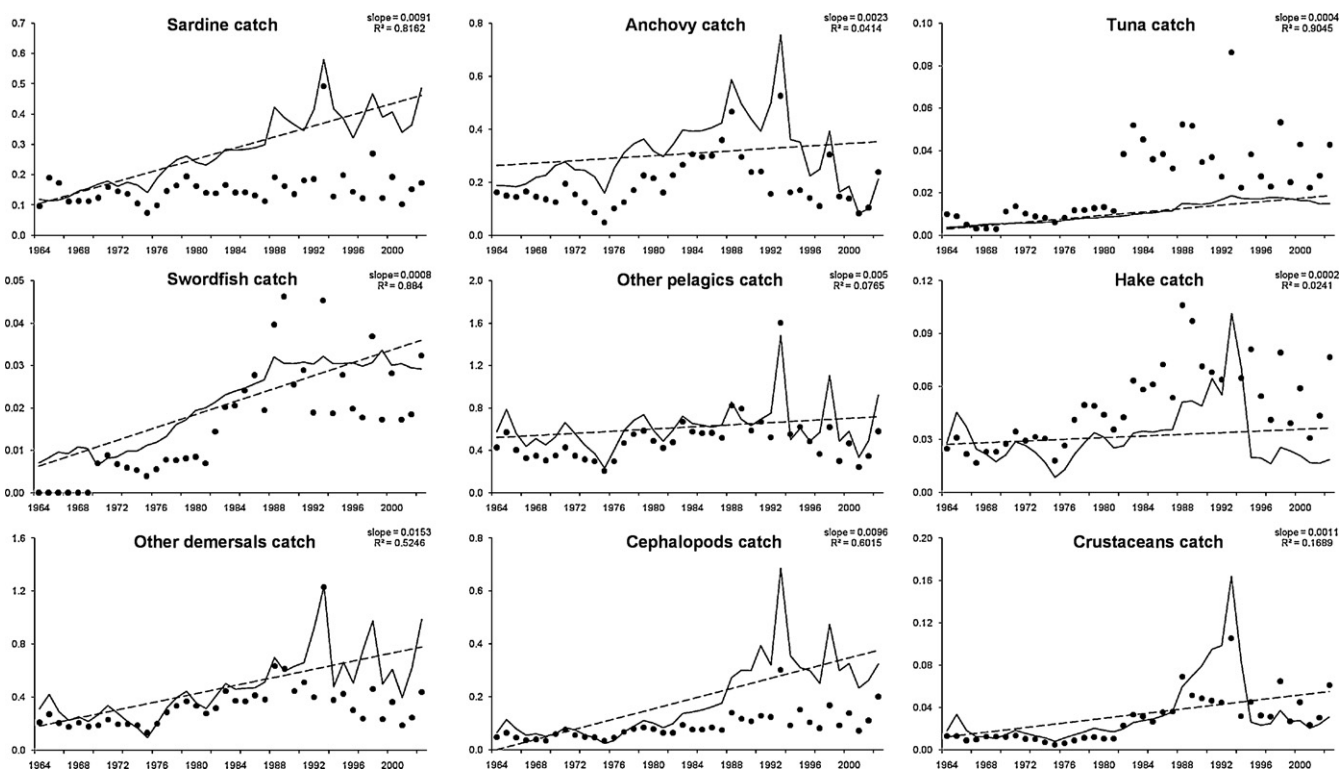 Sardine catch
slope = 0.0091
R² = 0.8162
0.7
0.6
0.5
0.4
0.3
0.2
0.1
0.0
1964 1968 1972 1976 1980 1984 1988 1992 1996 2000
Anchovy catch
slope = 0.0023
R² = 0.0414
0.8
0.6
0.4
0.2
0.0
1964 1968 1972 1976 1980 1984 1988 1992 1996 2000
Tuna catch
slope = 0.0004
R² = 0.9045
0.10
0.08
0.06
0.04
0.02
0.00
1964 1968 1972 1976 1980 1984 1988 1992 1996 2000
Swordfish catch
slope = 0.0008
R² = 0.884
0.05
0.04
0.03
0.02
0.01
0.00
1964 1968 1972 1976 1980 1984 1988 1992 1996 2000
Other pelagics catch
slope = 0.005
R² = 0.0765
2.0
1.6
1.2
0.8
0.4
0.0
1964 1968 1972 1976 1980 1984 1988 1992 1996 2000
Hake catch
slope = 0.0002
R² = 0.0241
0.12
0.09
0.06
0.03
0.00
1964 1968 1972 1976 1980 1984 1988 1992 1996 2000
Other demersals catch
slope = 0.0153
R² = 0.5246
1.6
1.2
0.8
0.4
0.0
1964 1968 1972 1976 1980 1984 1988 1992 1996 2000
Cephalopods catch
slope = 0.0096
R² = 0.6015
0.8
0.6
0.4
0.2
0.0
1964 1968 1972 1976 1980 1984 1988 1992 1996 2000
Crustaceans catch
slope = 0.0011
R² = 0.1689
0.20
0.16
0.12
0.08
0.04
0.00
1964 1968 1972 1976 1980 1984 1988 1992 1996 2000